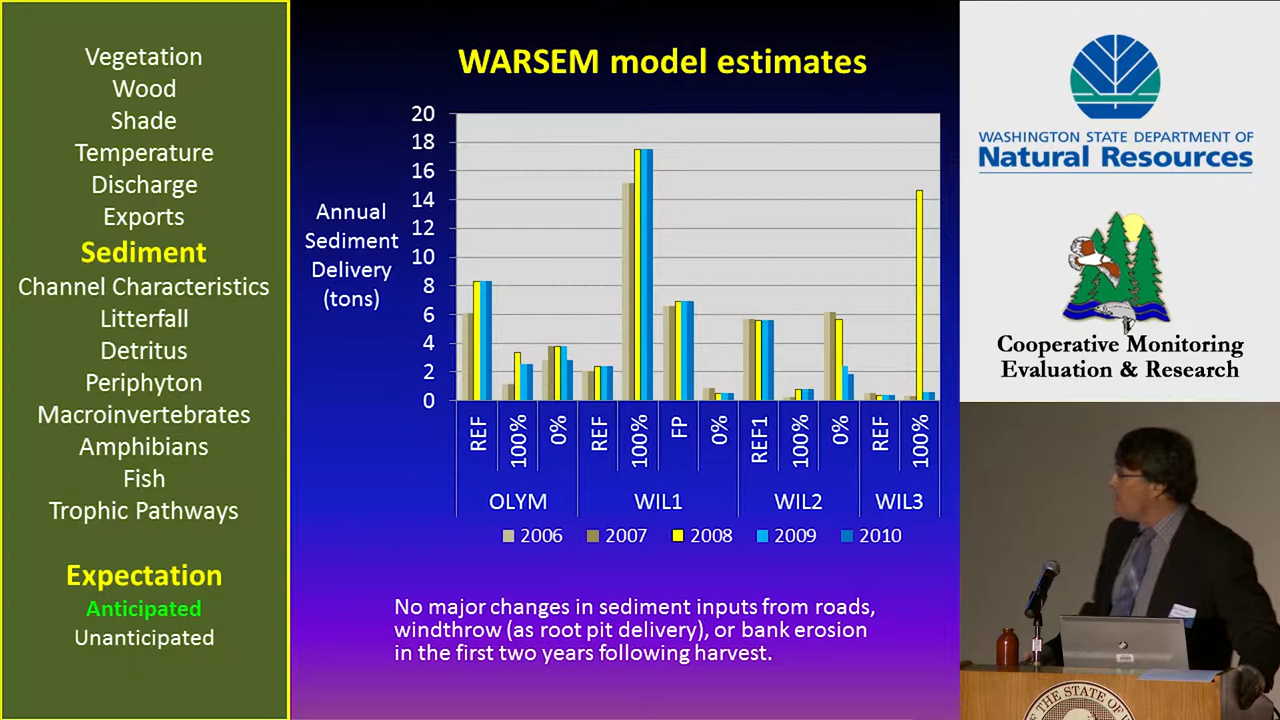 Vegetation
Wood
Shade
Temperature
Discharge
Exports
Sediment
Channel Characteristics
Litterfall
Detritus
Periphyton
Macroinvertebrates
Amphibians
Fish
Trophic Pathways
Expectation
Anticipated
Unanticipated
WARSEM model estimates
Annual
Sediment
Delivery
(tons)
20
18
16
14
12
10
8
6
4
2
0
REF 100% 0% REF 100% FP 0% REF1 100% 0% REF 100%
OLYM WIL1 WIL2 WIL3
2006 2007 2008 2009 2010
No major changes in sediment inputs from roads,
windthrow (as root pit delivery), or bank erosion
in the first two years following harvest.
WASHINGTON STATE DEPARTMENT OF
Natural Resources
Cooperative Monitoring
Evaluation & Research
OF THE STATE OF